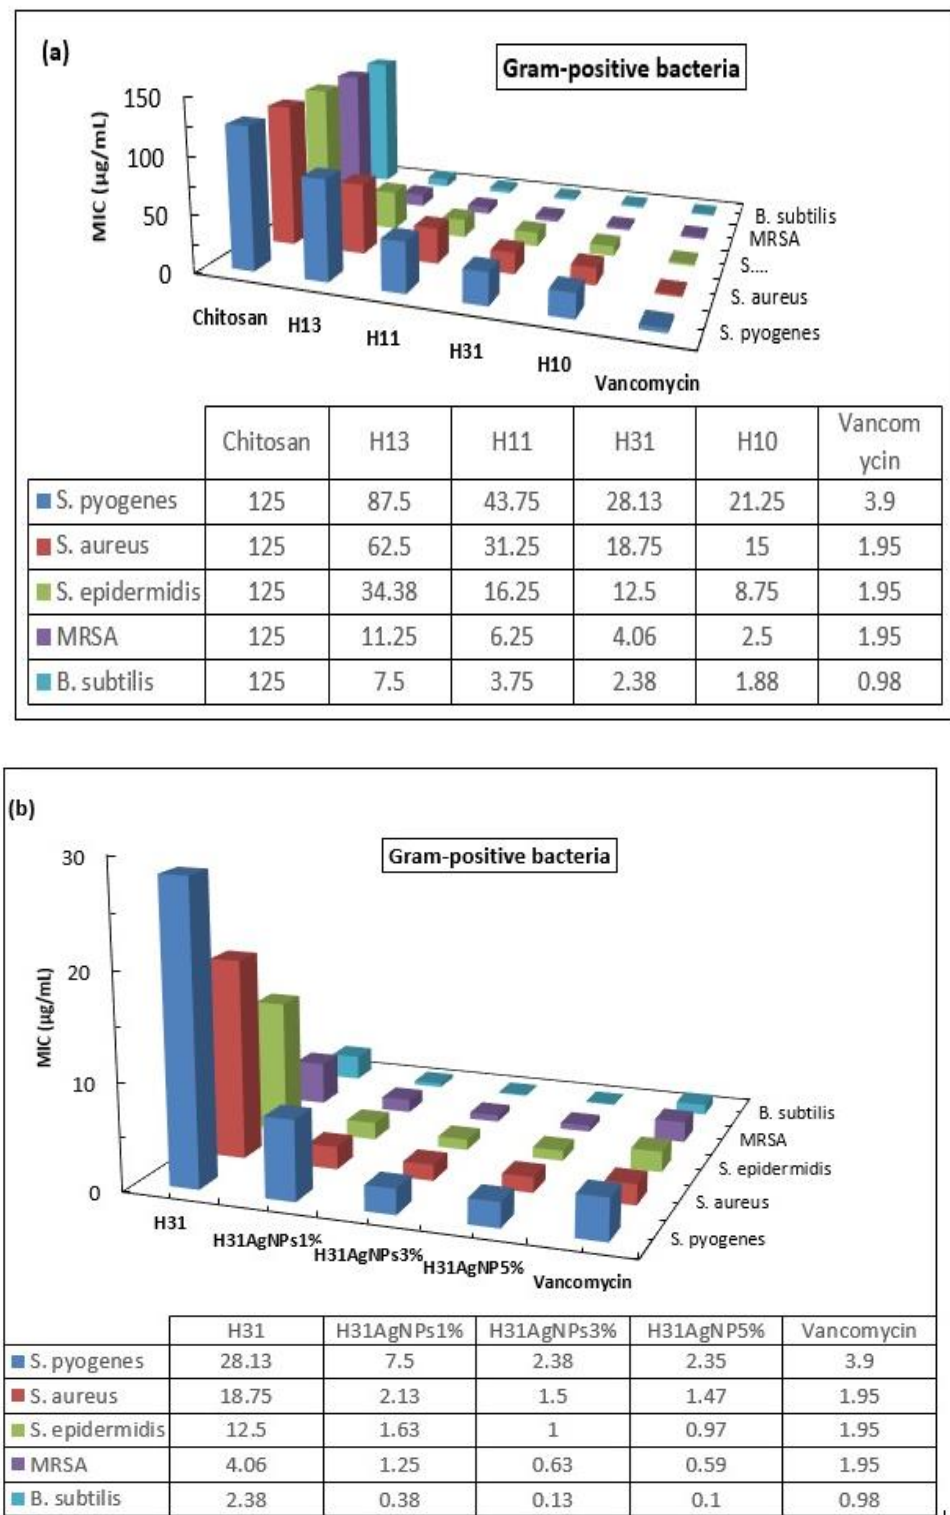 (a)
Gram-positive bacteria
MIC (µg/mL)
150
100
50
0
Chitosan
H13
H11
H31
H10
Vancomycin
B. subtilis
MRSA
S....
S. aureus
S. pyogenes
Chitosan H13 H11 H31 H10 Vancom
ycin
S. pyogenes 125 87.5 43.75 28.13 21.25 3.9
S. aureus 125 62.5 31.25 18.75 15 1.95
S. epidermidis 125 34.38 16.25 12.5 8.75 1.95
MRSA 125 11.25 6.25 4.06 2.5 1.95
B. subtilis 125 7.5 3.75 2.38 1.88 0.98
(b)
Gram-positive bacteria
MIC (µg/mL)
30
20
10
0
H31
H31AgNPs1%
H31AgNPs3%
H31AgNP5%
Vancomycin
B. subtilis
MRSA
S. epidermidis
S. aureus
S. pyogenes
H31 H31AgNPs1% H31AgNPs3% H31AgNP5% Vancomycin
S. pyogenes 28.13 7.5 2.38 2.35 3.9
S. aureus 18.75 2.13 1.5 1.47 1.95
S. epidermidis 12.5 1.63 1 0.97 1.95
MRSA 4.06 1.25 0.63 0.59 1.95
B. subtilis 2.38 0.38 0.13 0.1 0.98